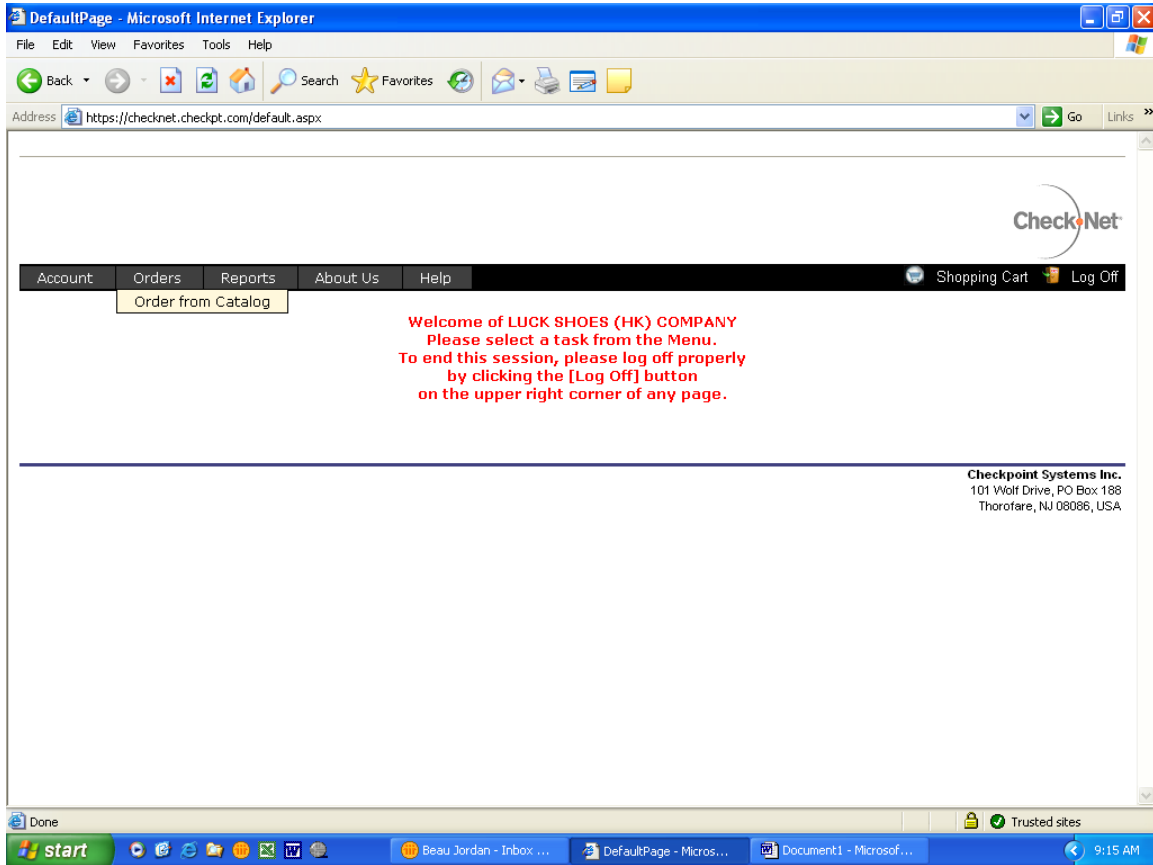 DefaultPage - Microsoft Internet Explorer
File Edit View Favorites Tools Help
Back Search Favorites
Address https://checknet.checkpt.com/default.aspx Go Links »
Check Net
Account Orders Reports About Us Help Shopping Cart Log Off
Order from Catalog
Welcome of LUCK SHOES (HK) COMPANY
Please select a task from the Menu.
To end this session, please log off properly
by clicking the [Log Off] button
on the upper right corner of any page.
Checkpoint Systems Inc.
101 Wolf Drive, PO Box 188
Thorofare, NJ 08086, USA
Done Trusted sites
start Beau Jordan - Inbox ... DefaultPage - Micros... Document1 - Microsof... 9:15 AM